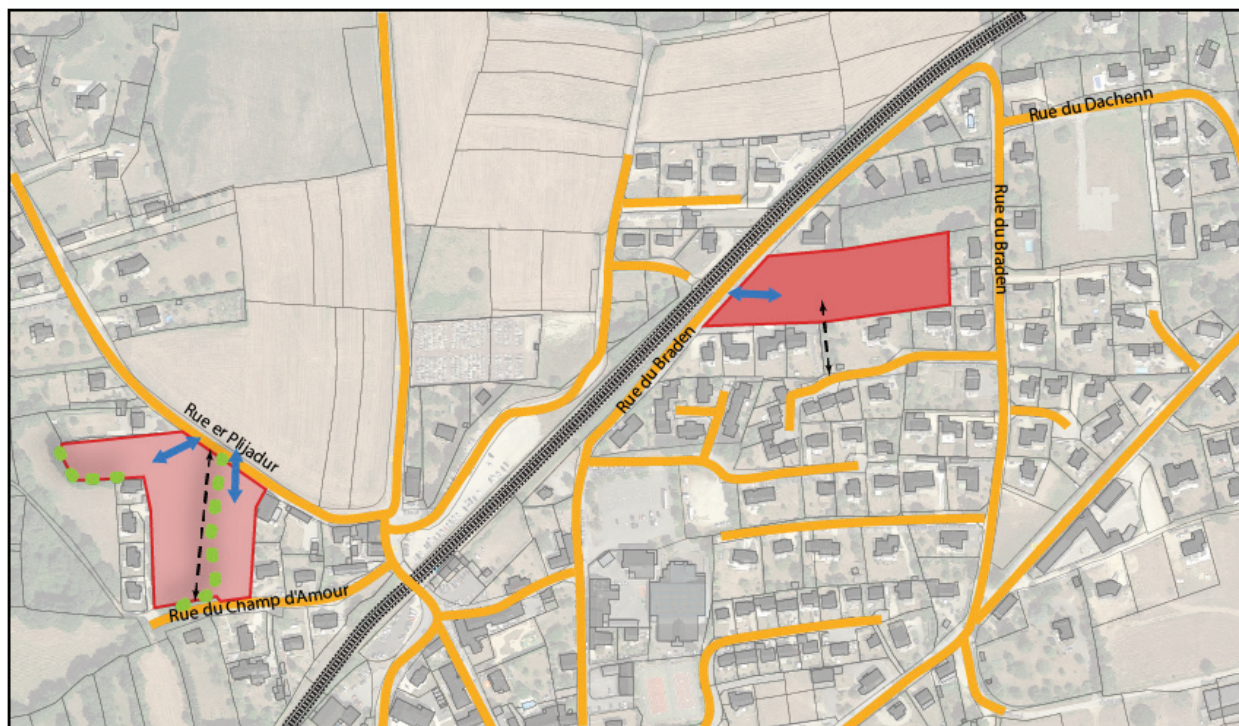 Rue du Dachenn
Rue du Braden
Rue du Braden
Rue er Plijadur
Rue du Champ d'Amour